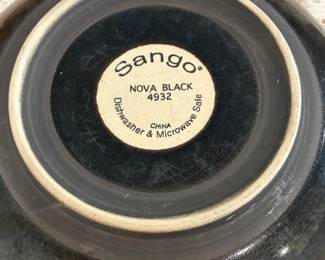 Sango®
NOVA BLACK
4932
CHINA
Dishwasher & Microwave Safe